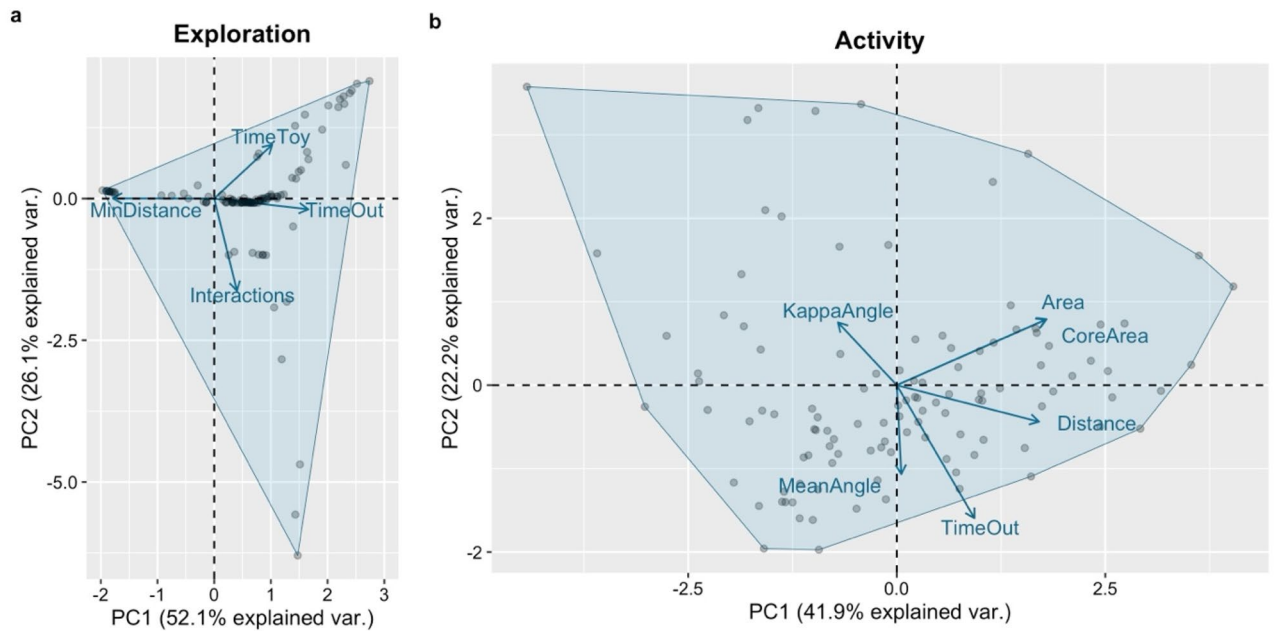 a
Exploration
TimeToy
MinDistance
TimeOut
Interactions
0.0
-2.5
-5.0
PC2 (26.1% explained var.)
-2 -1 0 1 2 3
PC1 (52.1% explained var.)
b
Activity
KappaAngle
Area
CoreArea
Distance
MeanAngle
TimeOut
2
0
-2
PC2 (22.2% explained var.)
-2.5 0.0 2.5
PC1 (41.9% explained var.)